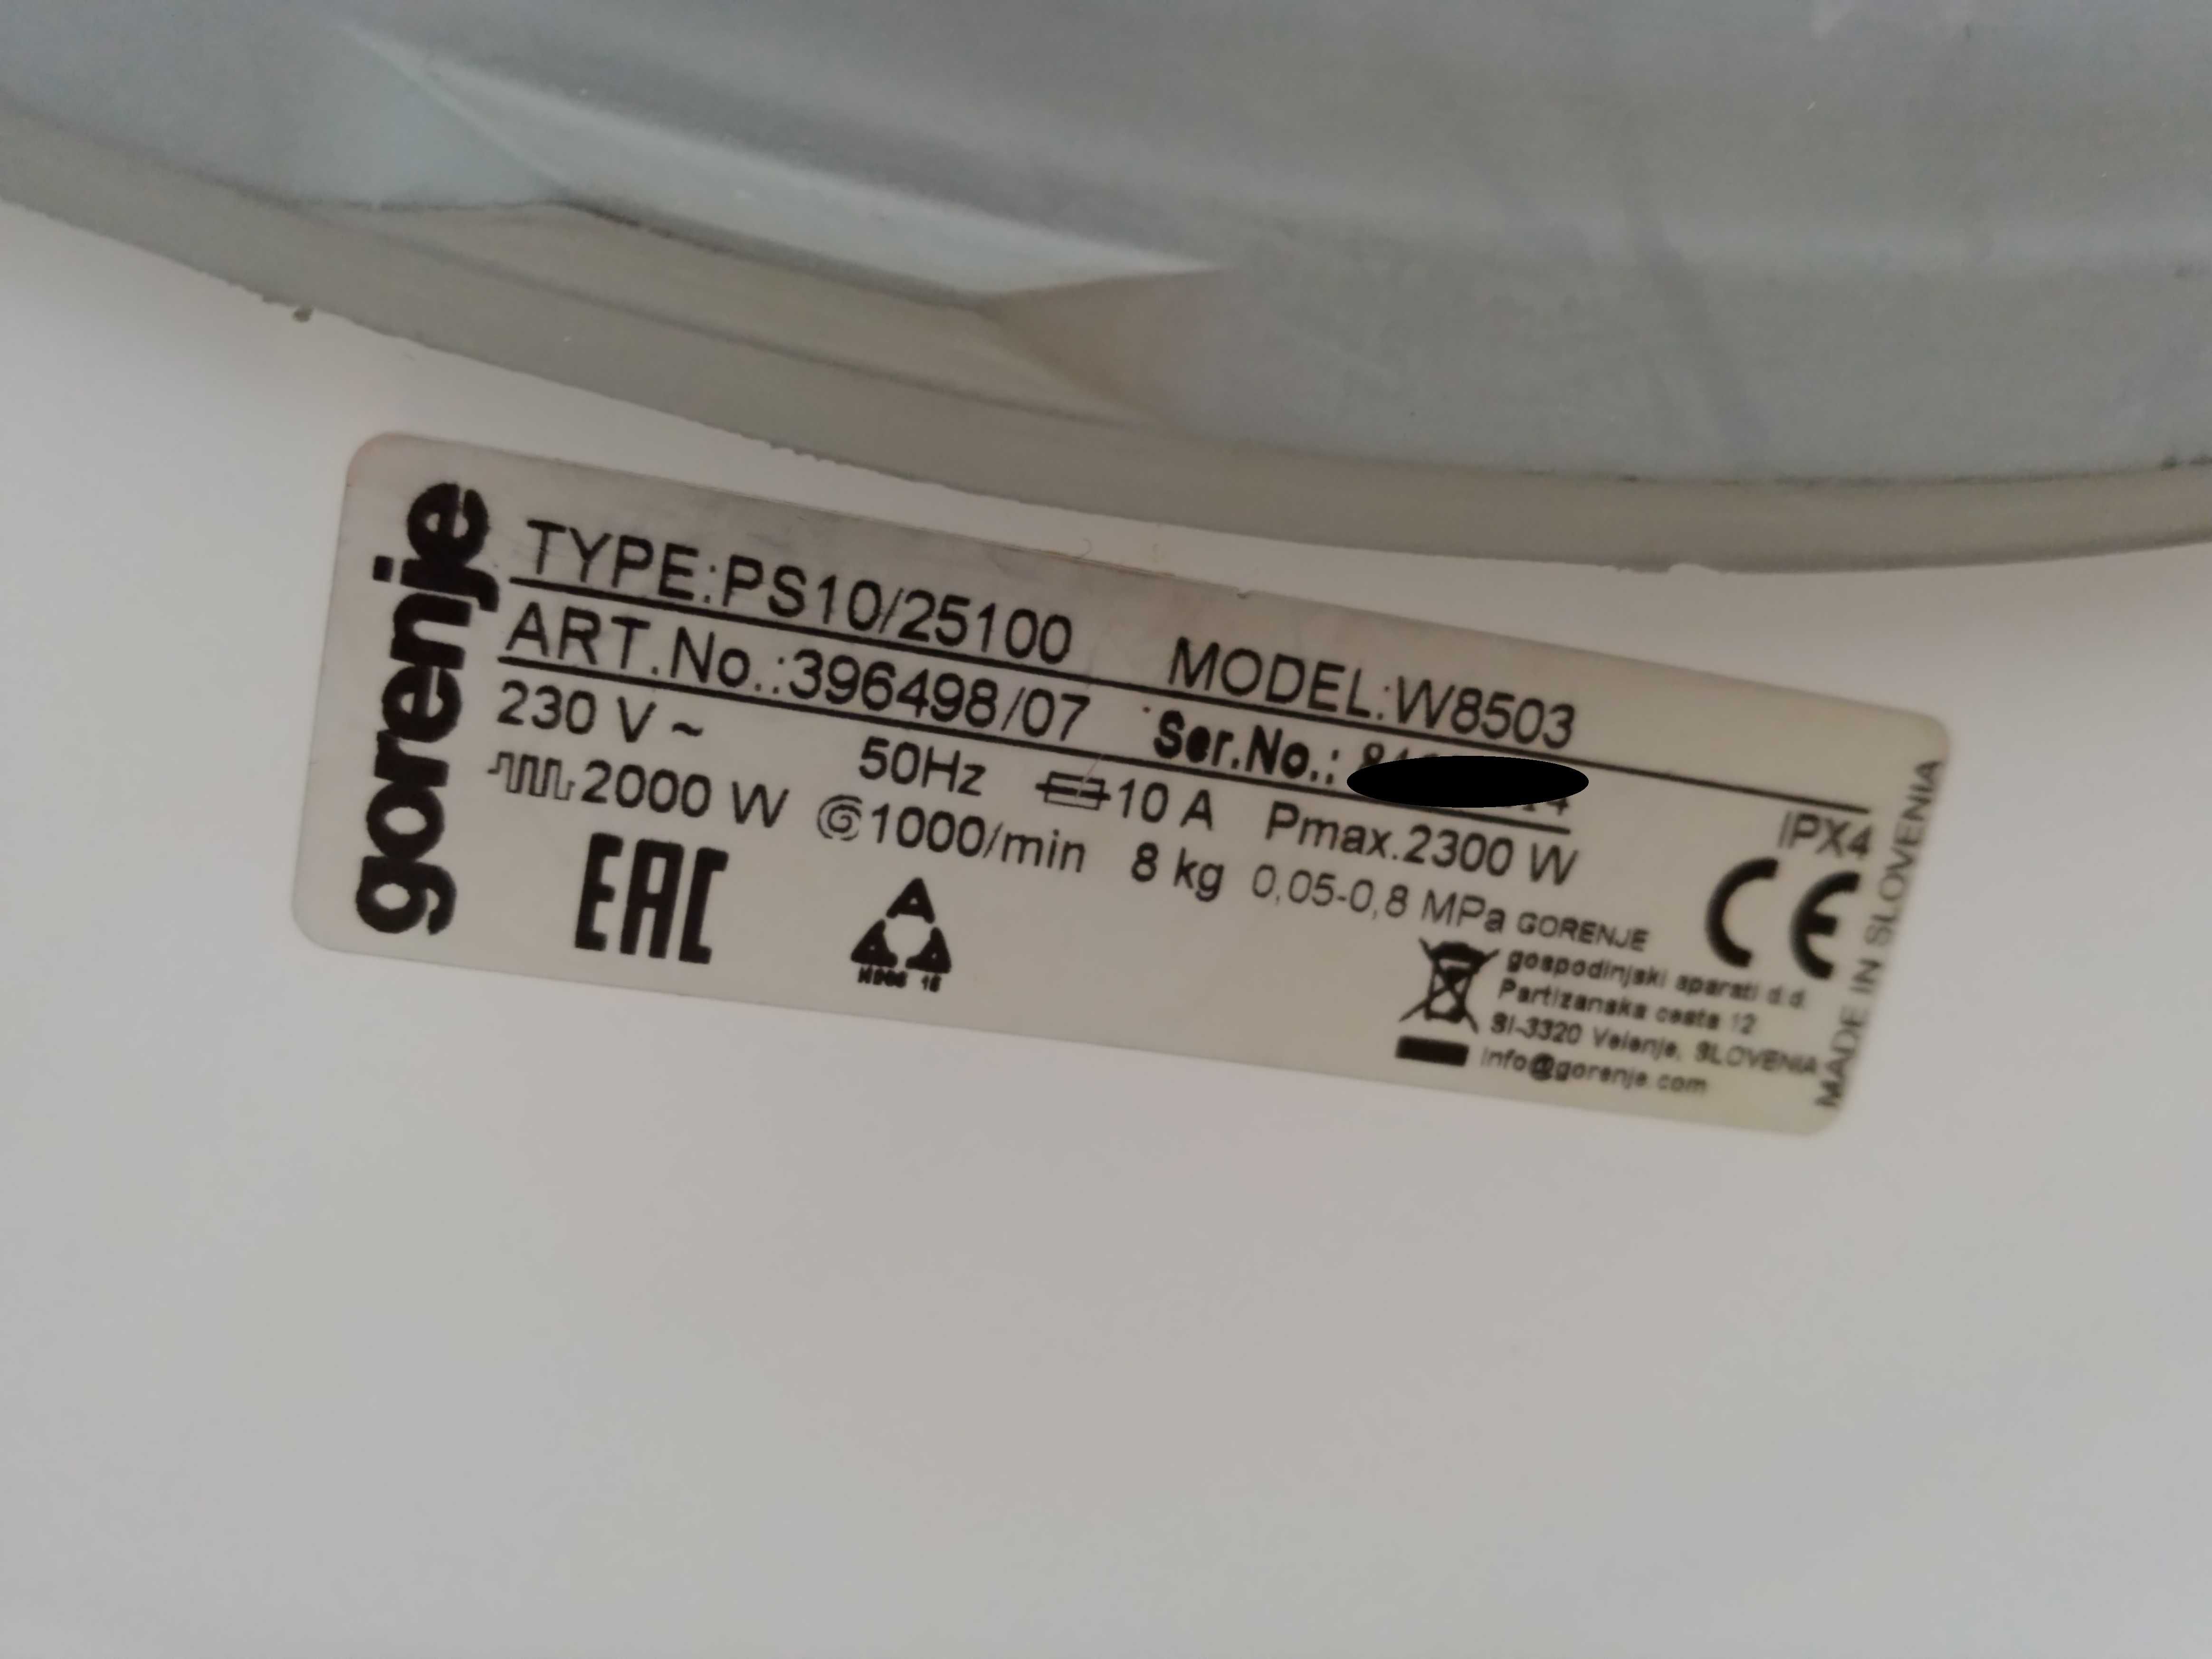 gorenje
TYPE:PS10/25100 MODEL:W8503
ART.No.:396498/07 Ser.No.:
230 V ~ 50Hz 10 A Pmax.2300 W IPX4
2000 W 1000/min 8 kg 0,05-0,8 MPa
EAC
CE
GORENJE
gospodinjski aparati d.d.
Partizanska cesta 12
SI-3320 Velenje, SLOVENIA
info@gorenje.com
MADE IN SLOVENIA